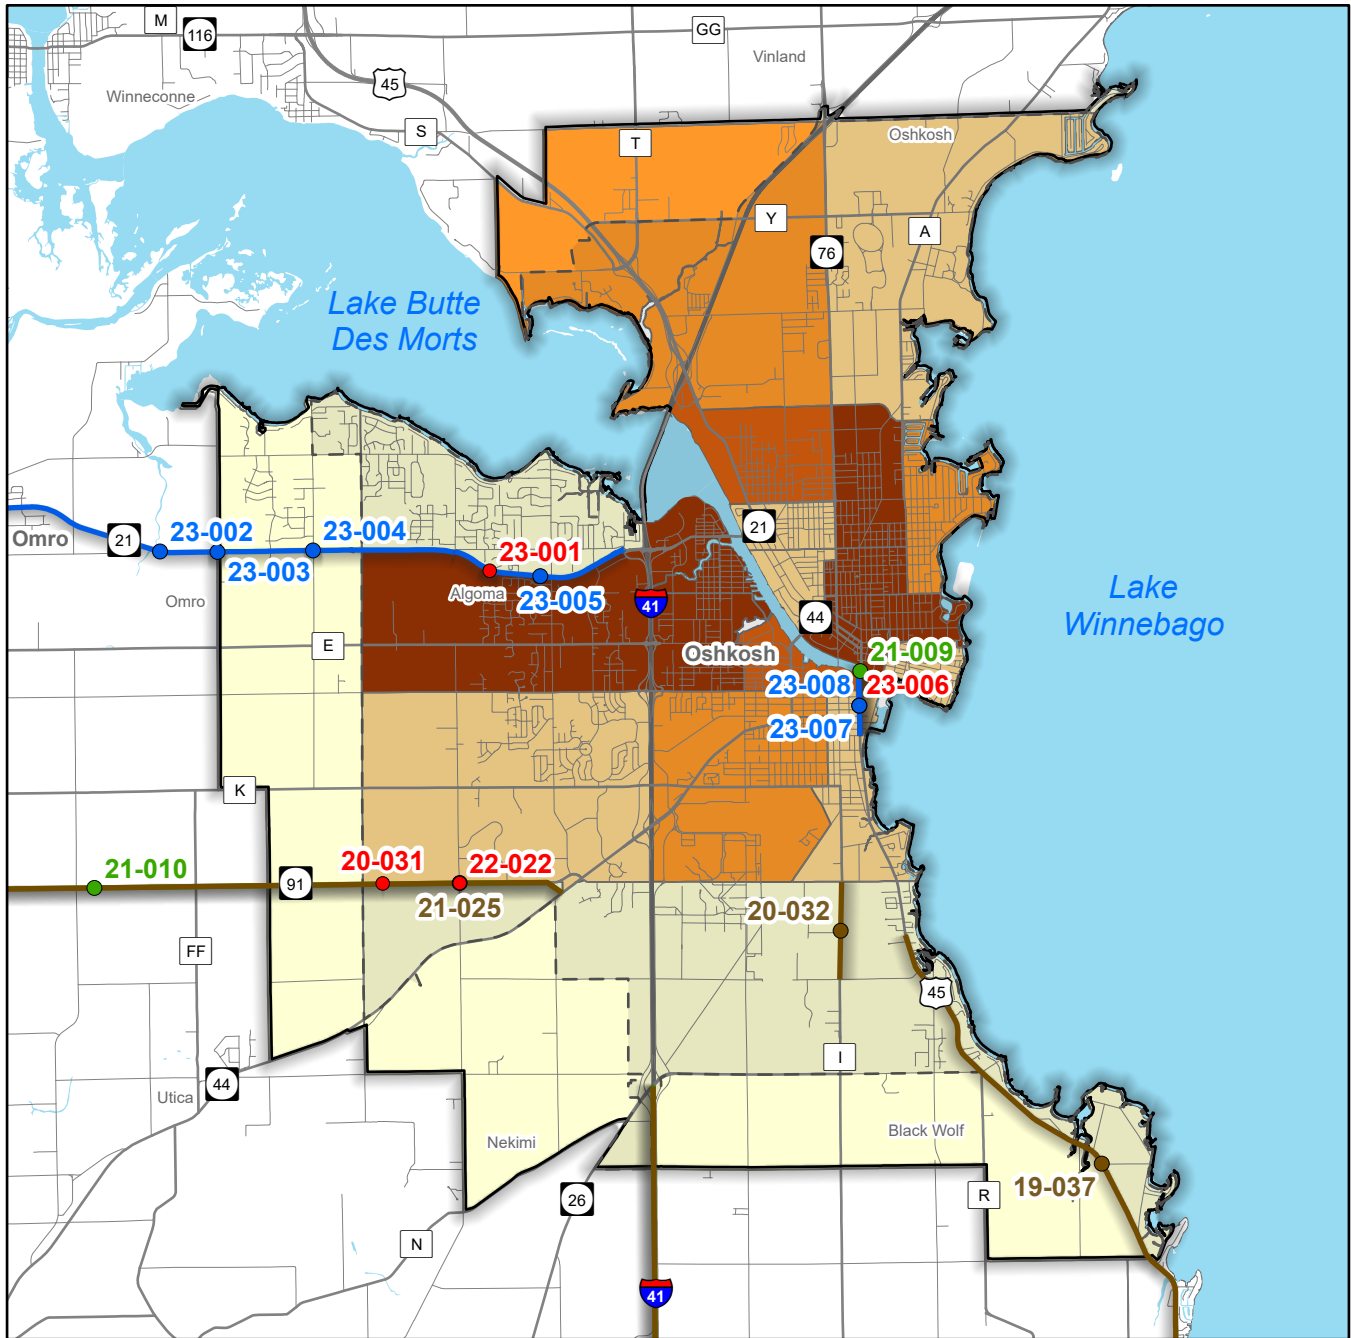 M
116
GG
Vinland
45
Winneconne
S
T
Oshkosh
Y
A
76
Lake Butte
Des Morts
21
Omro
21
23-002
23-004
23-003
23-001
23-005
Algoma
Omro
41
44
Lake
Winnebago
E
Oshkosh
21-009
23-008
23-006
23-007
K
21-010
91
20-031
22-022
21-025
20-032
FF
45
I
44
Utica
Nekimi
Black Wolf
19-037
R
26
N
41